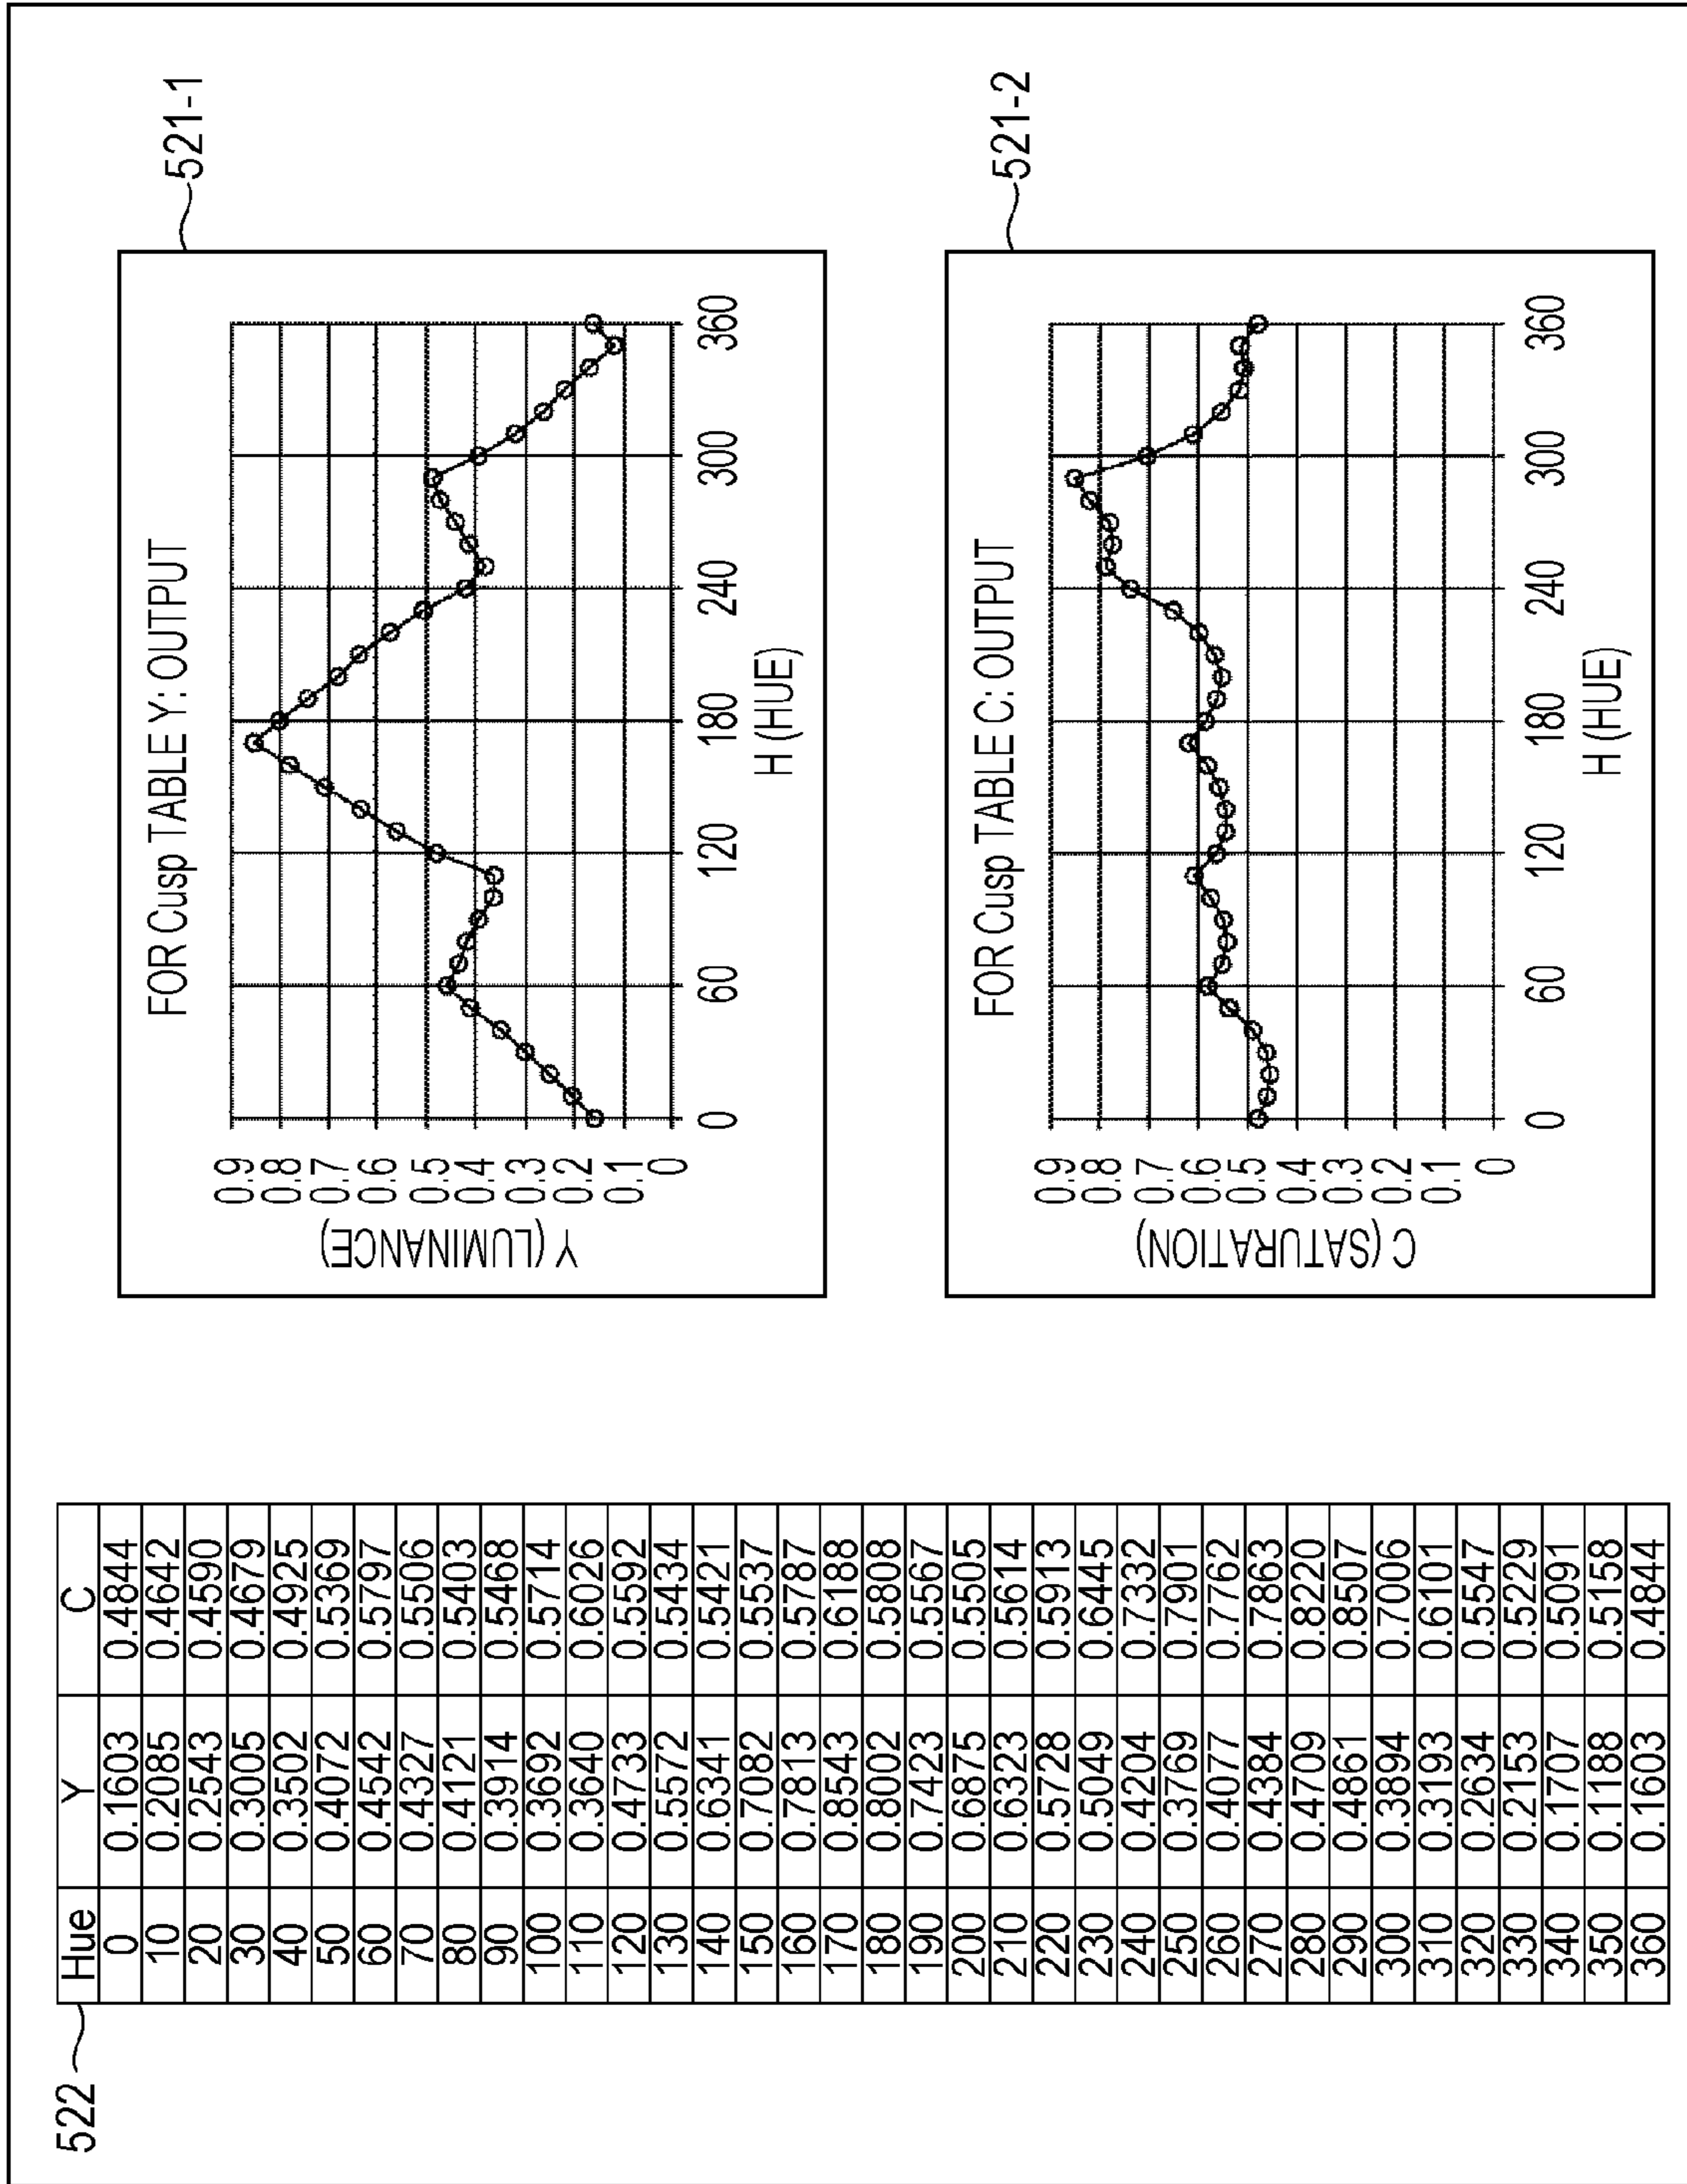 522
Hue Y C
0 0.1603 0.4844
10 0.2085 0.4642
20 0.2543 0.4590
30 0.3005 0.4679
40 0.3502 0.4925
50 0.4072 0.5369
60 0.4542 0.5797
70 0.4327 0.5506
80 0.4121 0.5403
90 0.3914 0.5468
100 0.3692 0.5714
110 0.3640 0.6026
120 0.4733 0.5592
130 0.5572 0.5434
140 0.6341 0.5421
150 0.7082 0.5537
160 0.7813 0.5787
170 0.8543 0.6188
180 0.8002 0.5808
190 0.7423 0.5567
200 0.6875 0.5505
210 0.6323 0.5614
220 0.5728 0.5913
230 0.5049 0.6445
240 0.4204 0.7332
250 0.3769 0.7901
260 0.4077 0.7762
270 0.4384 0.7863
280 0.4709 0.8220
290 0.4861 0.8507
300 0.3894 0.7006
310 0.3193 0.6101
320 0.2634 0.5547
330 0.2153 0.5229
340 0.1707 0.5091
350 0.1188 0.5158
360 0.1603 0.4844
521-1
FOR Cusp TABLE Y: OUTPUT
Y (LUMINANCE)
0.9
0.8
0.7
0.6
0.5
0.4
0.3
0.2
0.1
0
0 60 120 180 240 300 360
H (HUE)
521-2
FOR Cusp TABLE C: OUTPUT
C (SATURATION)
0.9
0.8
0.7
0.6
0.5
0.4
0.3
0.2
0.1
0
0 60 120 180 240 300 360
H (HUE)